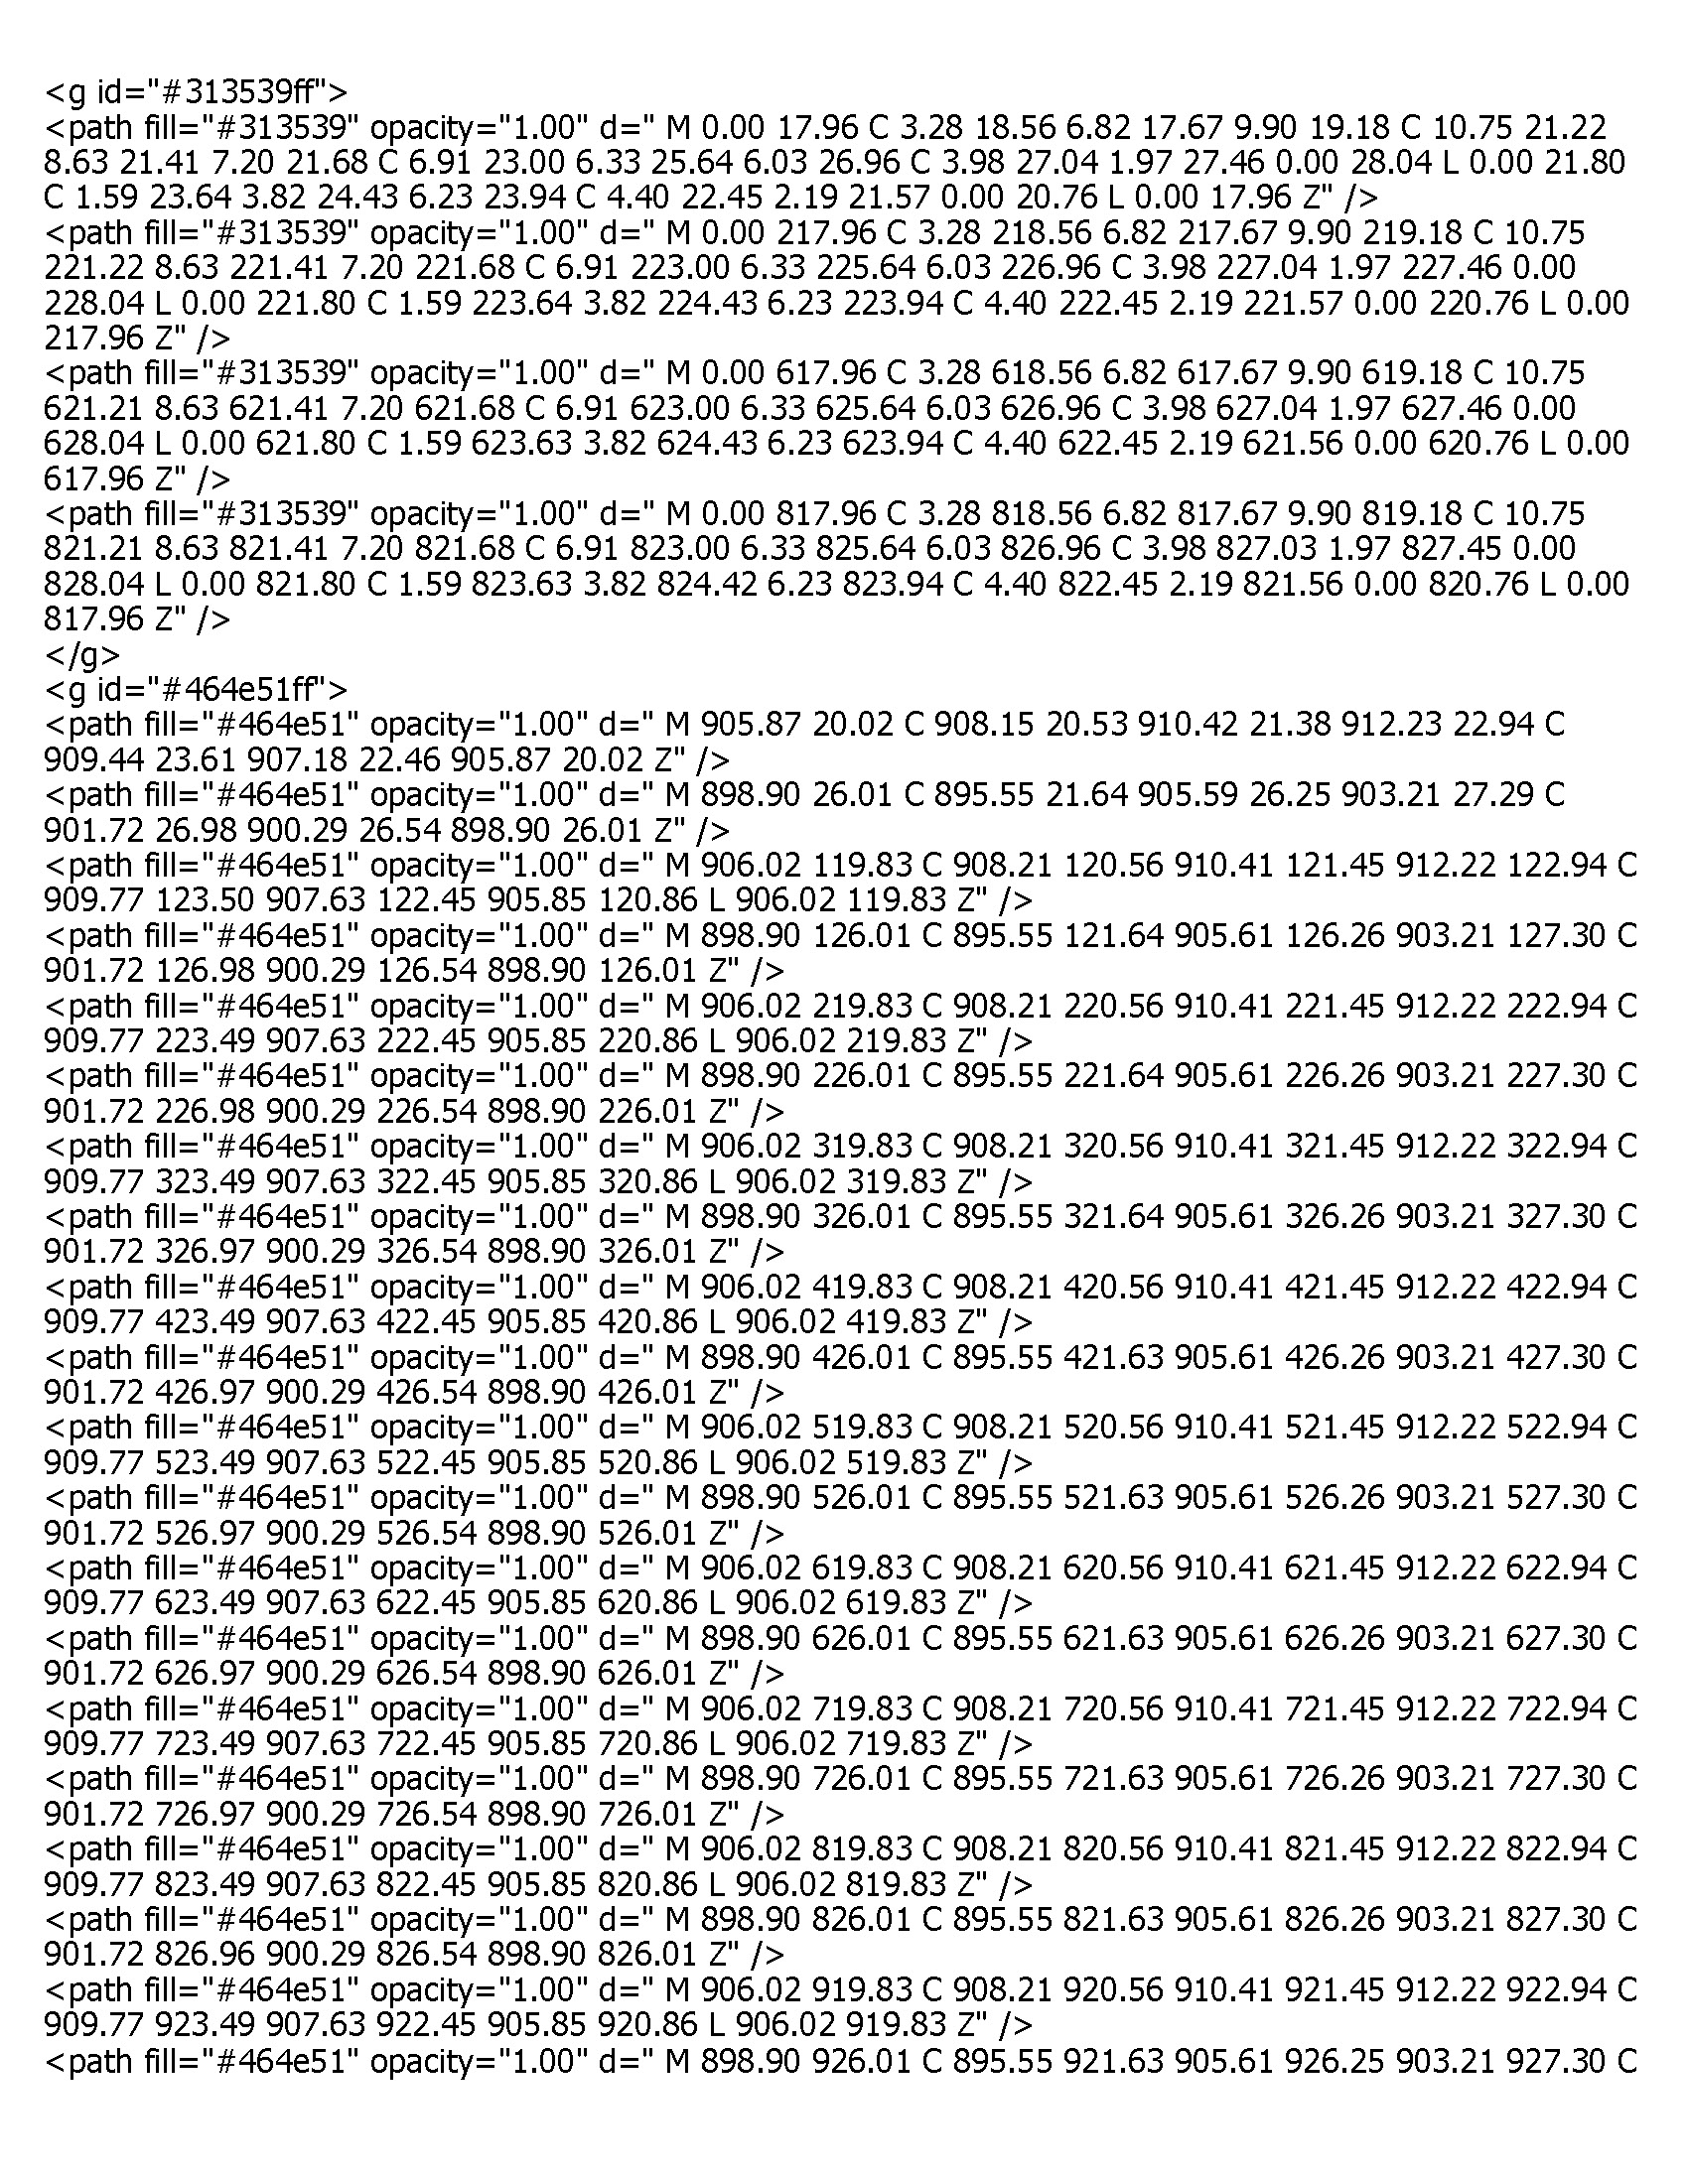 <g id="#313539ff">
<path fill="#313539" opacity="1.00" d=" M 0.00 17.96 C 3.28 18.56 6.82 17.67 9.90 19.18 C 10.75 21.22
8.63 21.41 7.20 21.68 C 6.91 23.00 6.33 25.64 6.03 26.96 C 3.98 27.04 1.97 27.46 0.00 28.04 L 0.00 21.80
C 1.59 23.64 3.82 24.43 6.23 23.94 C 4.40 22.45 2.19 21.57 0.00 20.76 L 0.00 17.96 Z" />
<path fill="#313539" opacity="1.00" d=" M 0.00 217.96 C 3.28 218.56 6.82 217.67 9.90 219.18 C 10.75
221.22 8.63 221.41 7.20 221.68 C 6.91 223.00 6.33 225.64 6.03 226.96 C 3.98 227.04 1.97 227.46 0.00
228.04 L 0.00 221.80 C 1.59 223.64 3.82 224.43 6.23 223.94 C 4.40 222.45 2.19 221.57 0.00 220.76 L 0.00
217.96 Z" />
<path fill="#313539" opacity="1.00" d=" M 0.00 617.96 C 3.28 618.56 6.82 617.67 9.90 619.18 C 10.75
621.21 8.63 621.41 7.20 621.68 C 6.91 623.00 6.33 625.64 6.03 626.96 C 3.98 627.04 1.97 627.46 0.00
628.04 L 0.00 621.80 C 1.59 623.63 3.82 624.43 6.23 623.94 C 4.40 622.45 2.19 621.56 0.00 620.76 L 0.00
617.96 Z" />
<path fill="#313539" opacity="1.00" d=" M 0.00 817.96 C 3.28 818.56 6.82 817.67 9.90 819.18 C 10.75
821.21 8.63 821.41 7.20 821.68 C 6.91 823.00 6.33 825.64 6.03 826.96 C 3.98 827.03 1.97 827.45 0.00
828.04 L 0.00 821.80 C 1.59 823.63 3.82 824.42 6.23 823.94 C 4.40 822.45 2.19 821.56 0.00 820.76 L 0.00
817.96 Z" />
</g>
<g id="#464e51ff">
<path fill="#464e51" opacity="1.00" d=" M 905.87 20.02 C 908.15 20.53 910.42 21.38 912.23 22.94 C
909.44 23.61 907.18 22.46 905.87 20.02 Z" />
<path fill="#464e51" opacity="1.00" d=" M 898.90 26.01 C 895.55 21.64 905.59 26.25 903.21 27.29 C
901.72 26.98 900.29 26.54 898.90 26.01 Z" />
<path fill="#464e51" opacity="1.00" d=" M 906.02 119.83 C 908.21 120.56 910.41 121.45 912.22 122.94 C
909.77 123.50 907.63 122.45 905.85 120.86 L 906.02 119.83 Z" />
<path fill="#464e51" opacity="1.00" d=" M 898.90 126.01 C 895.55 121.64 905.61 126.26 903.21 127.30 C
901.72 126.98 900.29 126.54 898.90 126.01 Z" />
<path fill="#464e51" opacity="1.00" d=" M 906.02 219.83 C 908.21 220.56 910.41 221.45 912.22 222.94 C
909.77 223.49 907.63 222.45 905.85 220.86 L 906.02 219.83 Z" />
<path fill="#464e51" opacity="1.00" d=" M 898.90 226.01 C 895.55 221.64 905.61 226.26 903.21 227.30 C
901.72 226.98 900.29 226.54 898.90 226.01 Z" />
<path fill="#464e51" opacity="1.00" d=" M 906.02 319.83 C 908.21 320.56 910.41 321.45 912.22 322.94 C
909.77 323.49 907.63 322.45 905.85 320.86 L 906.02 319.83 Z" />
<path fill="#464e51" opacity="1.00" d=" M 898.90 326.01 C 895.55 321.64 905.61 326.26 903.21 327.30 C
901.72 326.97 900.29 326.54 898.90 326.01 Z" />
<path fill="#464e51" opacity="1.00" d=" M 906.02 419.83 C 908.21 420.56 910.41 421.45 912.22 422.94 C
909.77 423.49 907.63 422.45 905.85 420.86 L 906.02 419.83 Z" />
<path fill="#464e51" opacity="1.00" d=" M 898.90 426.01 C 895.55 421.63 905.61 426.26 903.21 427.30 C
901.72 426.97 900.29 426.54 898.90 426.01 Z" />
<path fill="#464e51" opacity="1.00" d=" M 906.02 519.83 C 908.21 520.56 910.41 521.45 912.22 522.94 C
909.77 523.49 907.63 522.45 905.85 520.86 L 906.02 519.83 Z" />
<path fill="#464e51" opacity="1.00" d=" M 898.90 526.01 C 895.55 521.63 905.61 526.26 903.21 527.30 C
901.72 526.97 900.29 526.54 898.90 526.01 Z" />
<path fill="#464e51" opacity="1.00" d=" M 906.02 619.83 C 908.21 620.56 910.41 621.45 912.22 622.94 C
909.77 623.49 907.63 622.45 905.85 620.86 L 906.02 619.83 Z" />
<path fill="#464e51" opacity="1.00" d=" M 898.90 626.01 C 895.55 621.63 905.61 626.26 903.21 627.30 C
901.72 626.97 900.29 626.54 898.90 626.01 Z" />
<path fill="#464e51" opacity="1.00" d=" M 906.02 719.83 C 908.21 720.56 910.41 721.45 912.22 722.94 C
909.77 723.49 907.63 722.45 905.85 720.86 L 906.02 719.83 Z" />
<path fill="#464e51" opacity="1.00" d=" M 898.90 726.01 C 895.55 721.63 905.61 726.26 903.21 727.30 C
901.72 726.97 900.29 726.54 898.90 726.01 Z" />
<path fill="#464e51" opacity="1.00" d=" M 906.02 819.83 C 908.21 820.56 910.41 821.45 912.22 822.94 C
909.77 823.49 907.63 822.45 905.85 820.86 L 906.02 819.83 Z" />
<path fill="#464e51" opacity="1.00" d=" M 898.90 826.01 C 895.55 821.63 905.61 826.26 903.21 827.30 C
901.72 826.96 900.29 826.54 898.90 826.01 Z" />
<path fill="#464e51" opacity="1.00" d=" M 906.02 919.83 C 908.21 920.56 910.41 921.45 912.22 922.94 C
909.77 923.49 907.63 922.45 905.85 920.86 L 906.02 919.83 Z" />
<path fill="#464e51" opacity="1.00" d=" M 898.90 926.01 C 895.55 921.63 905.61 926.25 903.21 927.30 C